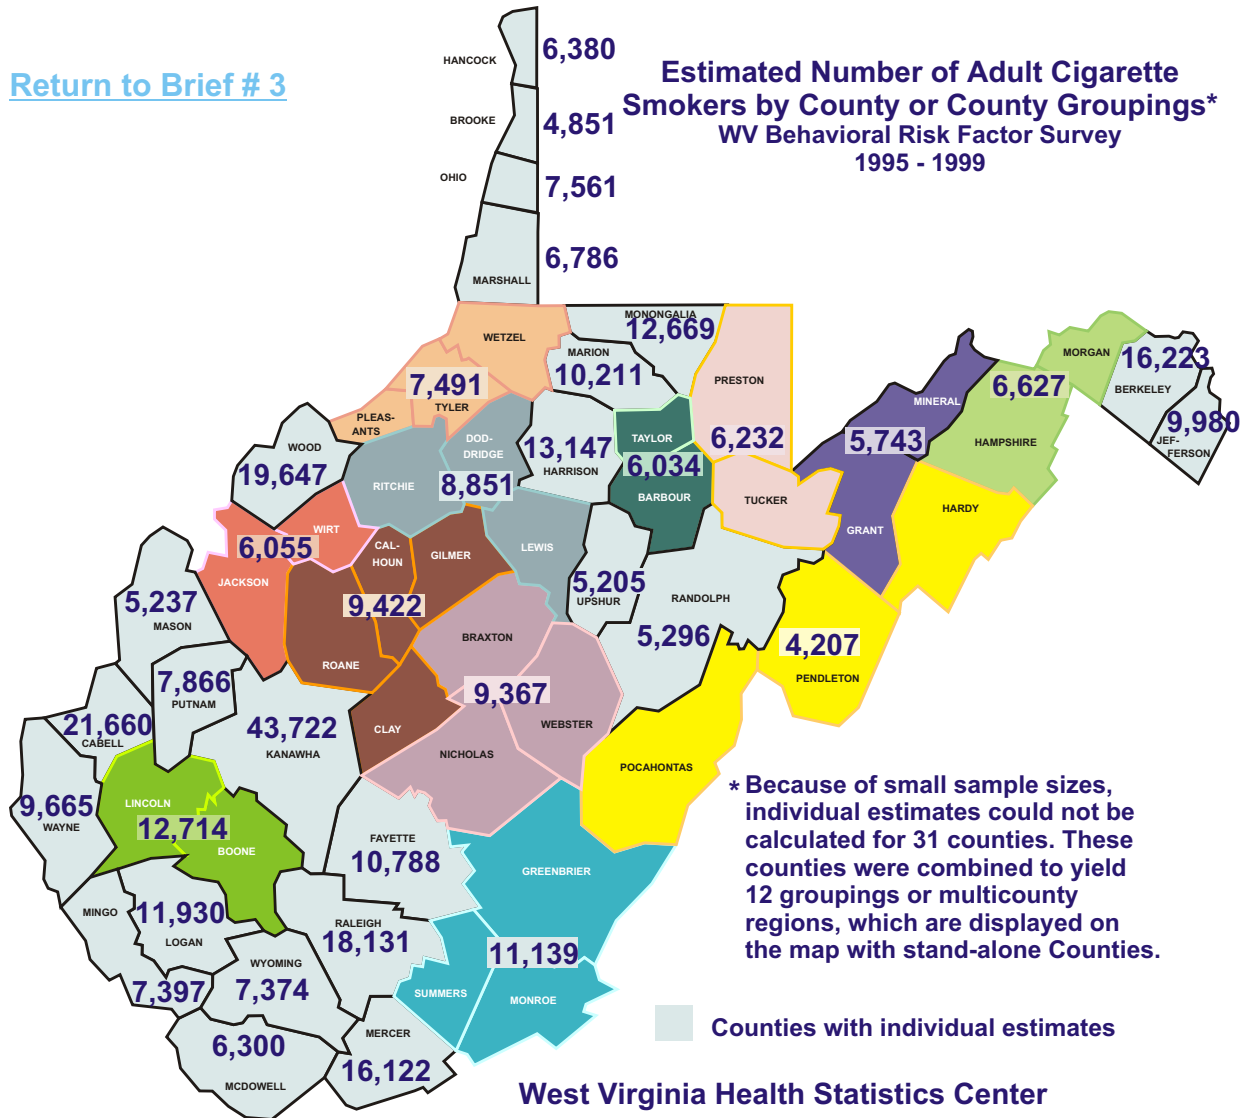 Return to Brief # 3
Estimated Number of Adult Cigarette
Smokers by County or County Groupings*
WV Behavioral Risk Factor Survey
1995 - 1999
HANCOCK
6,380
BROOKE
4,851
OHIO
7,561
MARSHALL
6,786
WETZEL
7,491
TYLER
PLEAS-
ANTS
MONONGALIA
12,669
MARION
10,211
PRESTON
6,232
TUCKER
MORGAN
6,627
HAMPSHIRE
16,223
BERKELEY
9,980
JEF-
FERSON
MINERAL
5,743
GRANT
HARDY
WOOD
19,647
RITCHIE
DOD-
DRIDGE
8,851
LEWIS
13,147
HARRISON
TAYLOR
6,034
BARBOUR
WIRT
6,055
JACKSON
CAL-
HOUN
GILMER
9,422
ROANE
CLAY
5,205
UPSHUR
RANDOLPH
5,296
4,207
PENDLETON
POCAHONTAS
5,237
MASON
BRAXTON
9,367
WEBSTER
NICHOLAS
7,866
PUTNAM
21,660
CABELL
43,722
KANAWHA
9,665
WAYNE
LINCOLN
12,714
BOONE
FAYETTE
10,788
GREENBRIER
11,139
SUMMERS
MONROE
MINGO
7,397
11,930
LOGAN
RALEIGH
18,131
WYOMING
7,374
6,300
MCDOWELL
MERCER
16,122
* Because of small sample sizes,
individual estimates could not be
calculated for 31 counties. These
counties were combined to yield
12 groupings or multicounty
regions, which are displayed on
the map with stand-alone Counties.
Counties with individual estimates
West Virginia Health Statistics Center